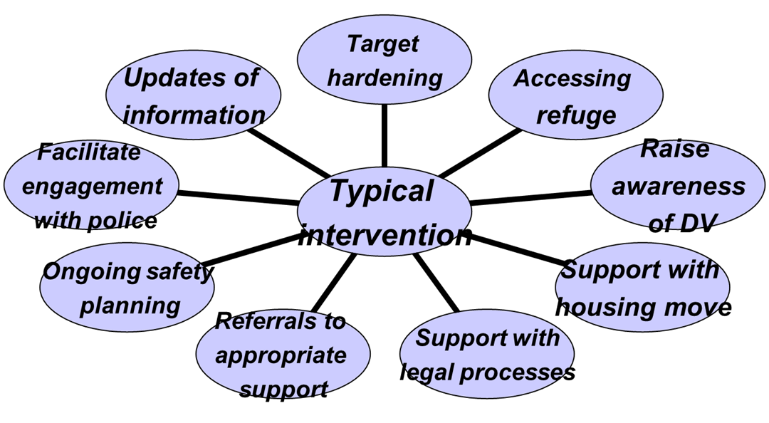 Target
hardening
Updates of
information
Accessing
refuge
Facilitate
engagement
with police
Raise
awareness
of DV
Typical
intervention
Ongoing safety
planning
Support with
housing move
Referrals to
appropriate
support
Support with
legal processes